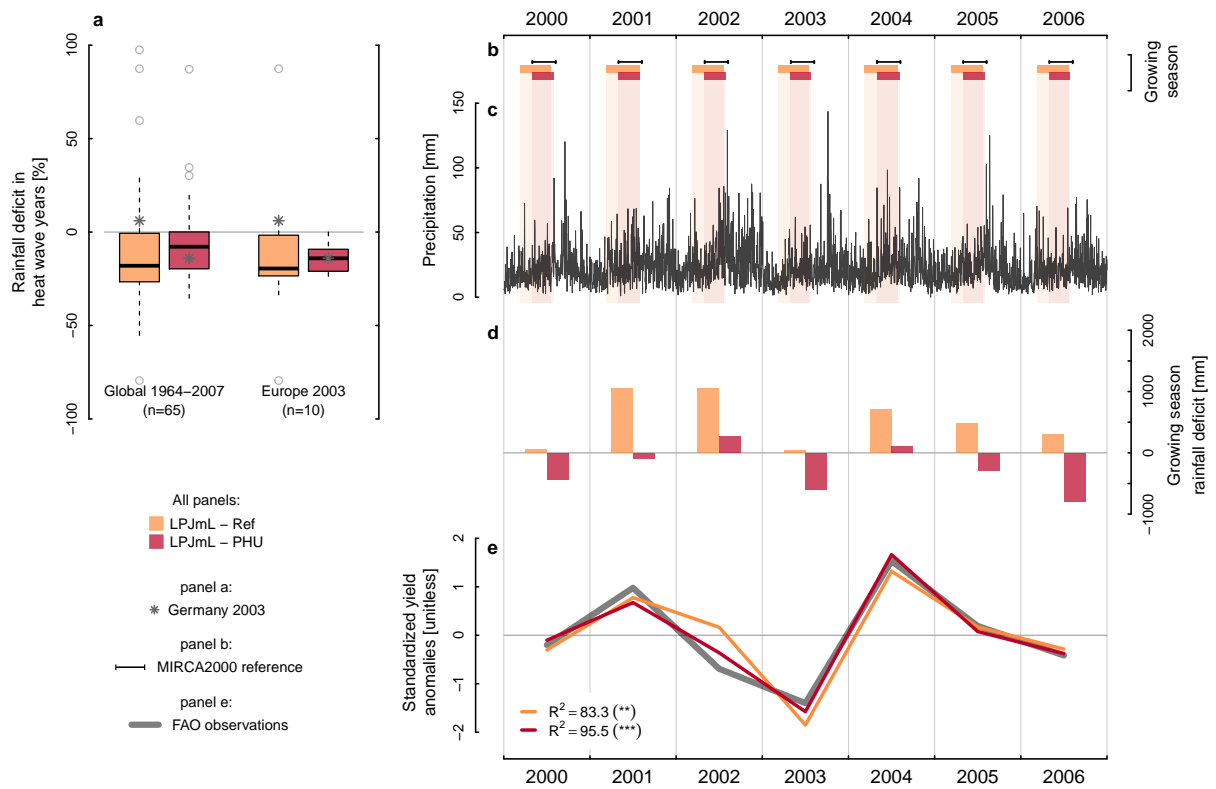 a
Rainfall deficit in
heat wave years [%]
100
50
0
−50
−100
Global 1964−2007
(n=65)
Europe 2003
(n=10)
All panels:
LPJmL − Ref
LPJmL − PHU
panel a:
Germany 2003
panel b:
MIRCA2000 reference
panel e:
FAO observations
2000 2001 2002 2003 2004 2005 2006
b
Growing
season
c
Precipitation [mm]
150
100
50
0
d
Growing season
rainfall deficit [mm]
2000
1000
0
−1000
e
Standardized yield
anomalies [unitless]
2
1
0
−1
−2
R² = 83.3 (**)
R² = 95.5 (***)
2000 2001 2002 2003 2004 2005 2006